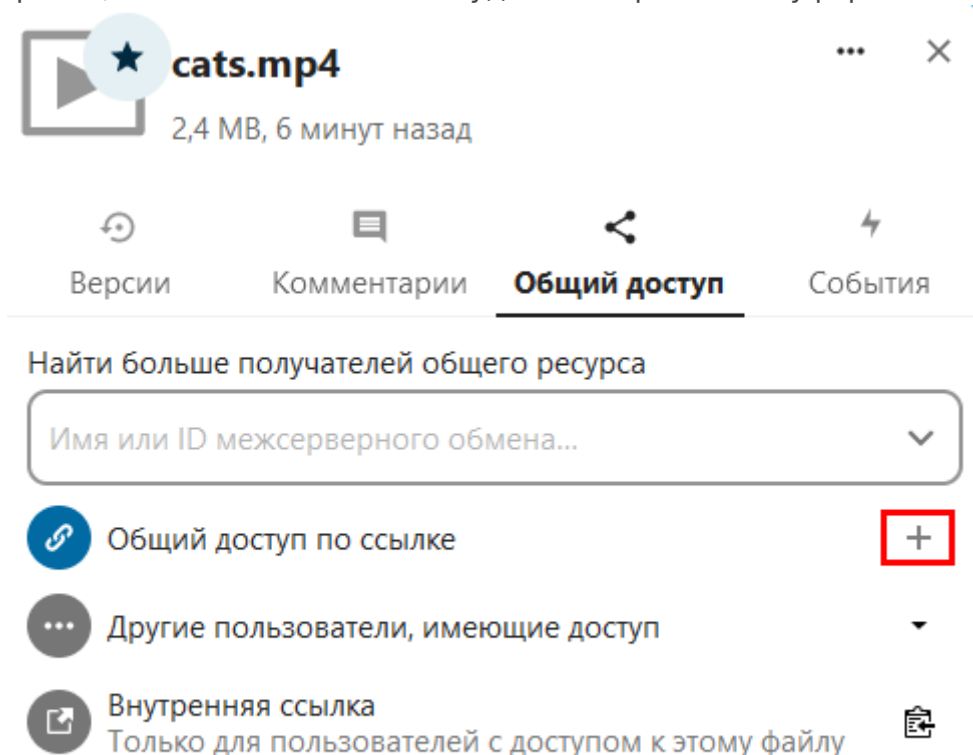 cats.mp4
2,4 MB, 6 минут назад
Версии Комментарии Общий доступ События
Найти больше получателей общего ресурса
Имя или ID межсерверного обмена...
Общий доступ по ссылке
Другие пользователи, имеющие доступ
Внутренняя ссылка
Только для пользователей с доступом к этому файлу